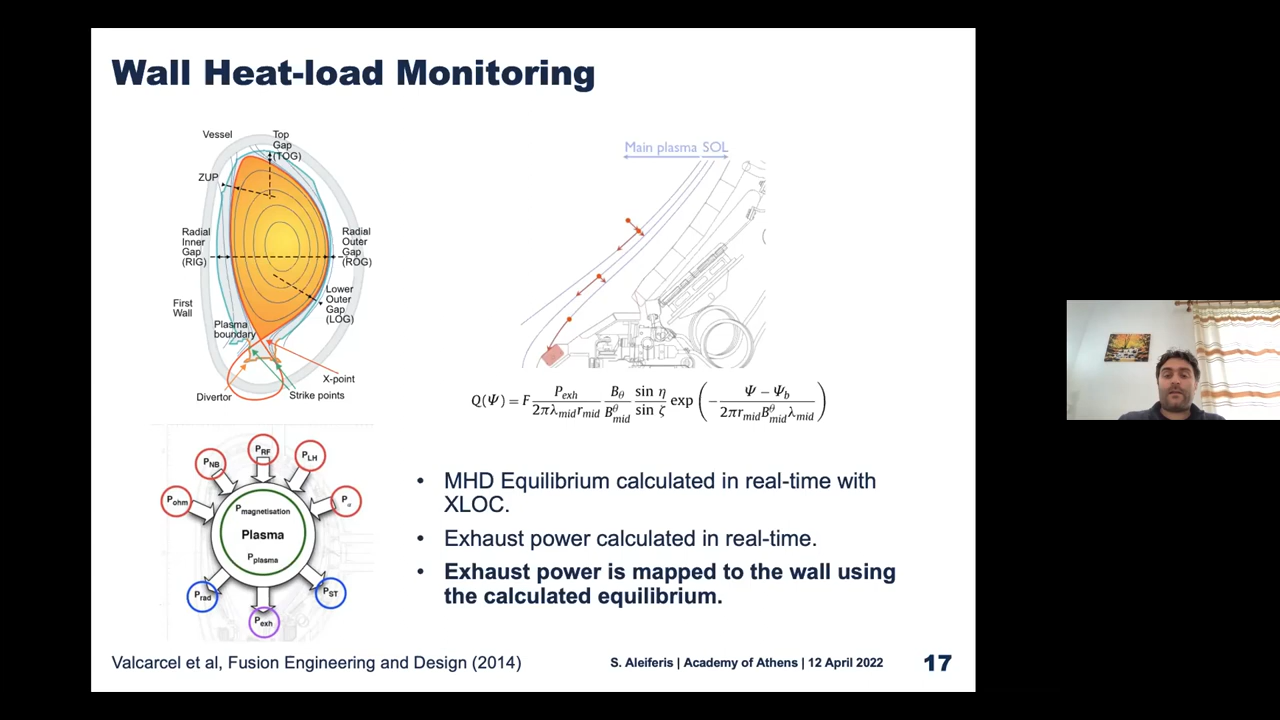 Wall Heat-load Monitoring
Vessel
Top
Gap
(TOG)
ZUP
Radial
Inner
Gap
(RIG)
Radial
Outer
Gap
(ROG)
First
Wall
Lower
Outer
Gap
(LOG)
Plasma
boundary
X-point
Divertor
Strike points
Main plasma SOL
Q(Ψ) = F P_exh / (2πλ_mid r_mid) B_θ / B^θ_mid sin η / sin ζ exp (− (Ψ − Ψ_b) / (2πr_mid B^θ_mid λ_mid))
P_NB
P_RF
P_LH
P_ohm
P_α
P_magnetisation
Plasma
P_plasma
P_rad
P_exh
P_ST
• MHD Equilibrium calculated in real-time with
XLOC.
• Exhaust power calculated in real-time.
• Exhaust power is mapped to the wall using
the calculated equilibrium.
Valcarcel et al, Fusion Engineering and Design (2014)
S. Aleiferis | Academy of Athens | 12 April 2022
17